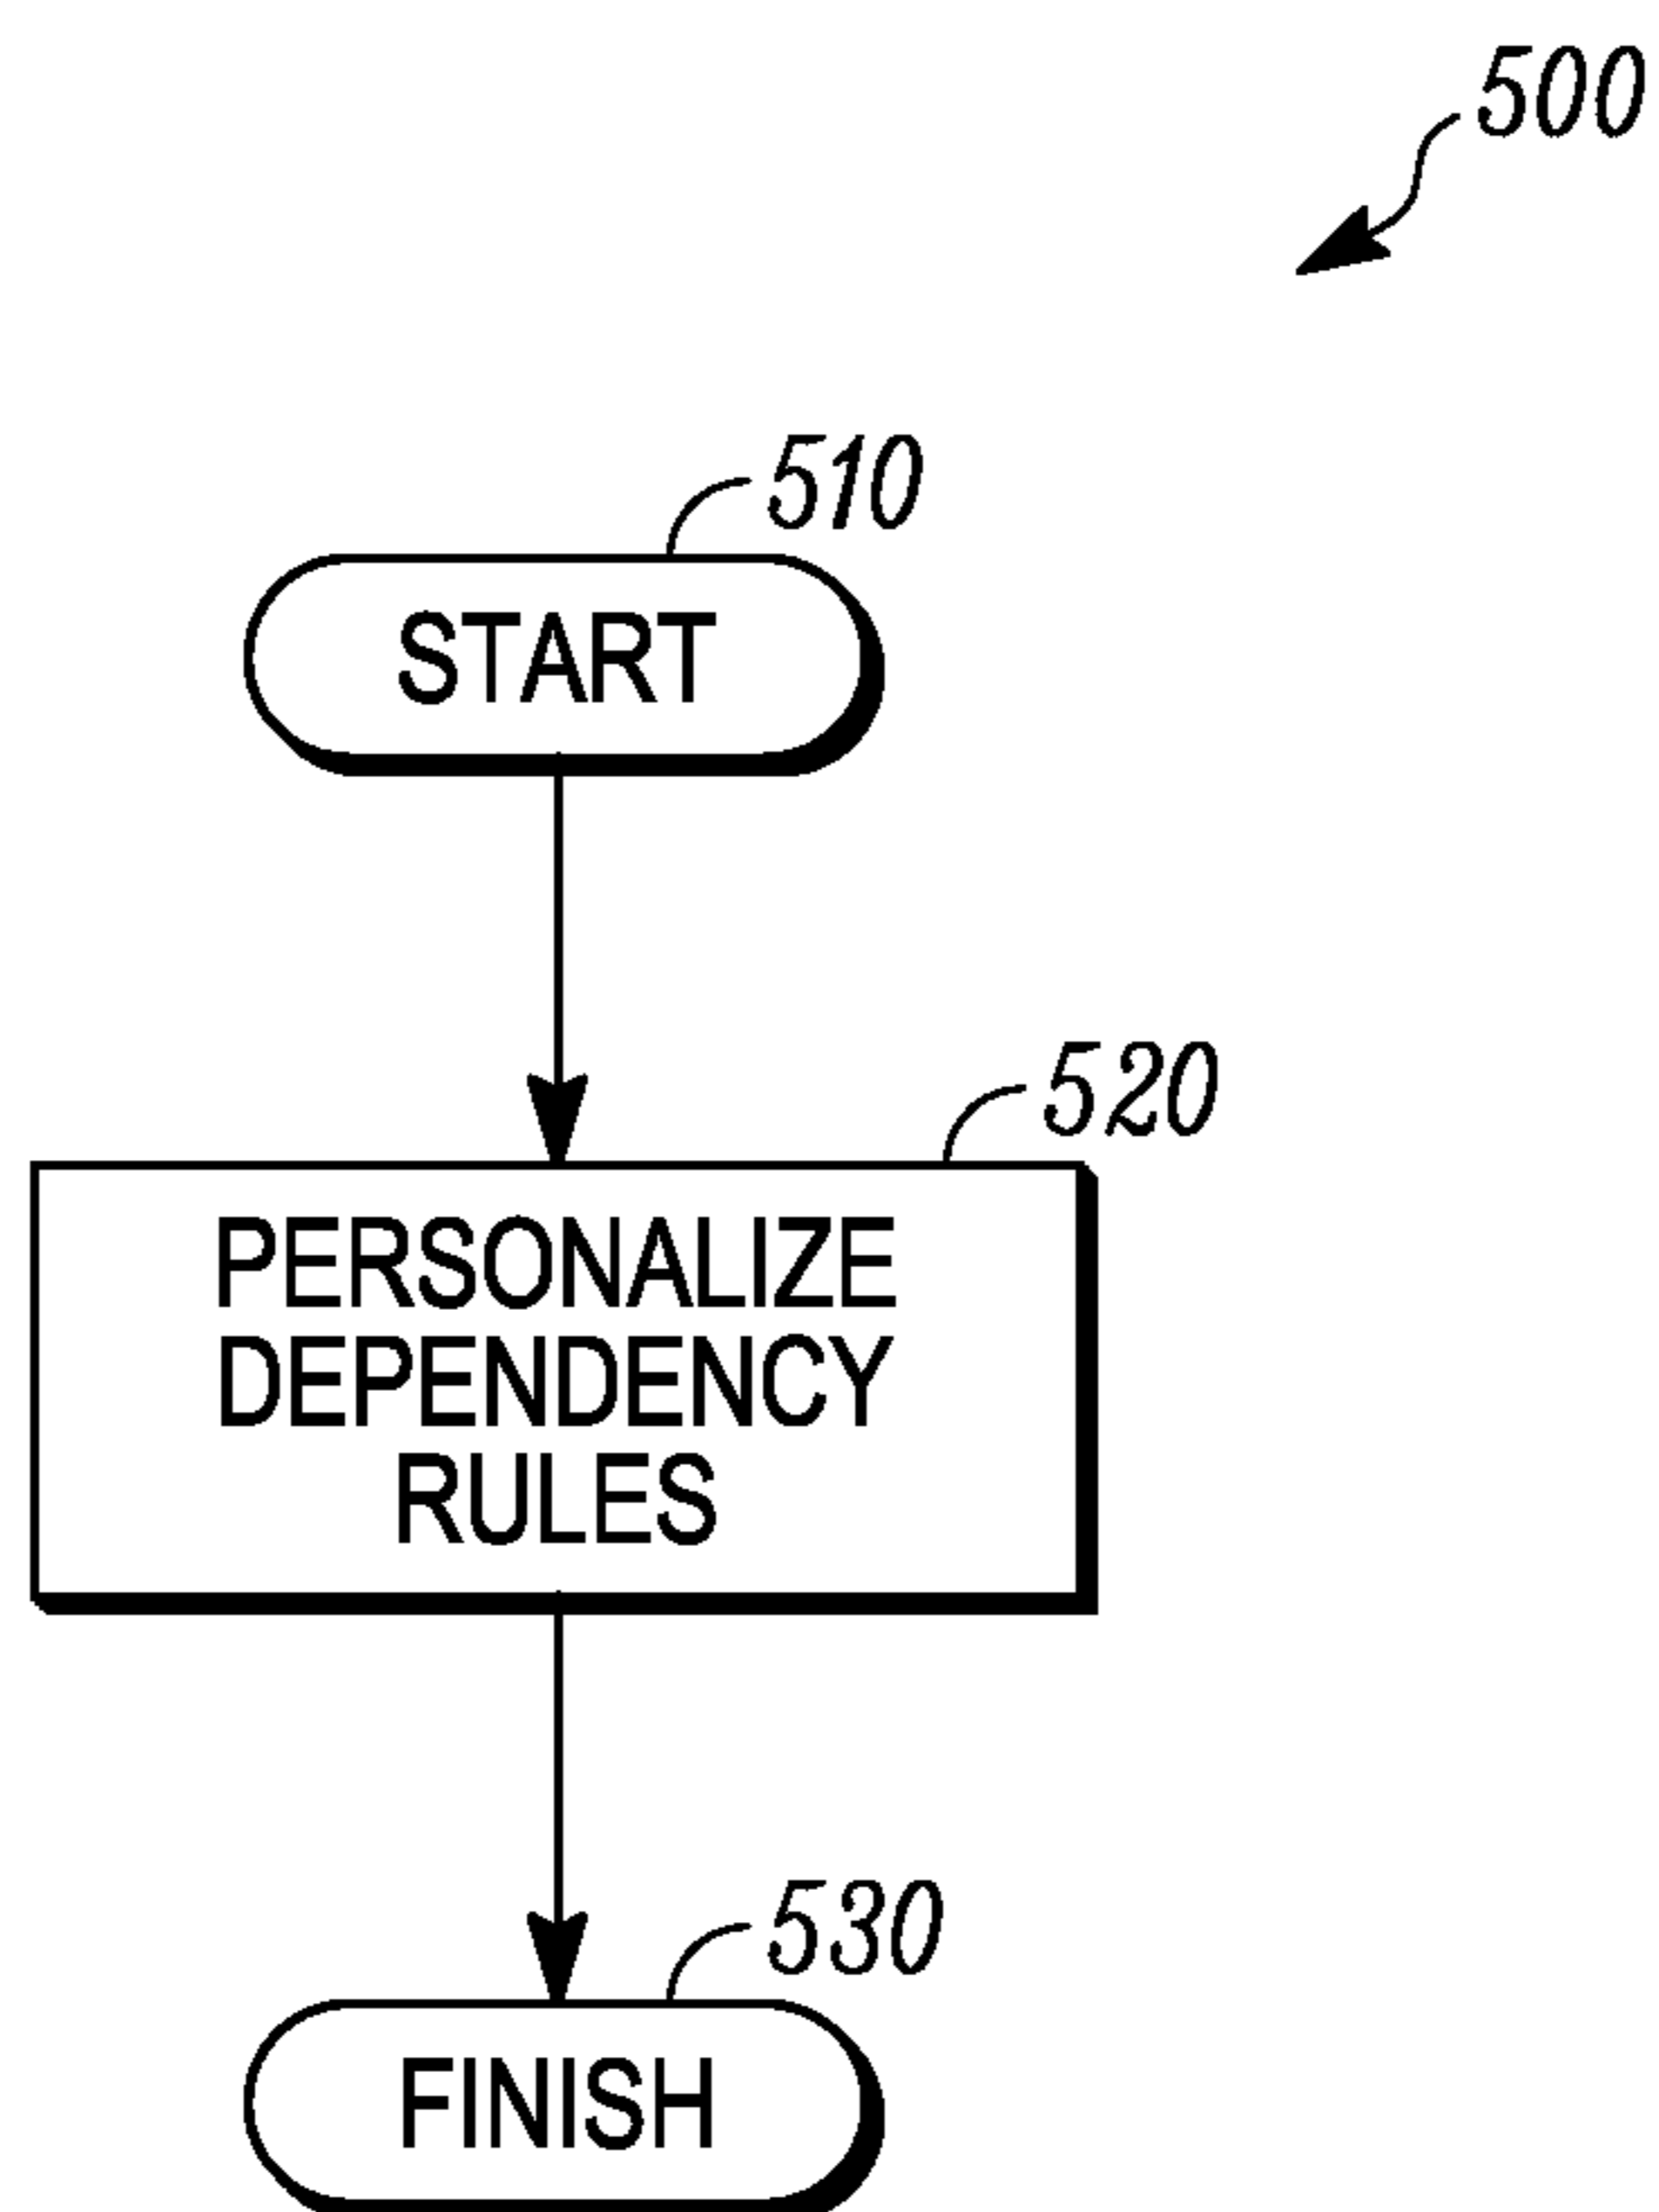 500
510
START
520
PERSONALIZE
DEPENDENCY
RULES
530
FINISH